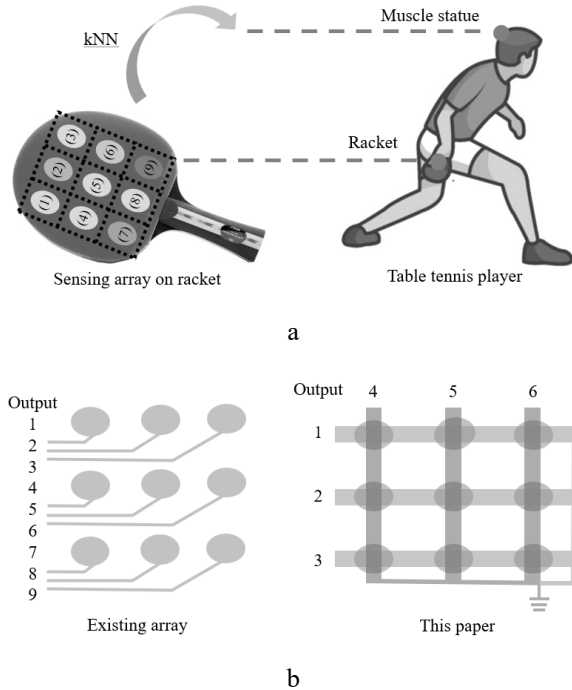 Muscle statue
kNN
Racket
(3)
(6)
(9)
(2)
(5)
(8)
(1)
(4)
(7)
Sensing array on racket
Table tennis player
a
Output
1
2
3
4
5
6
7
8
9
Existing array
Output
4 5 6
1
2
3
This paper
b